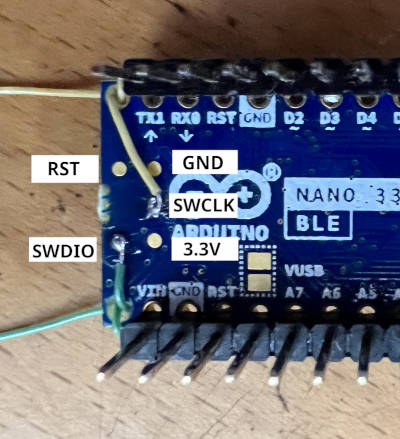 TX1 RX0 RST GND D2 D3 D4
RST
GND
®
NANO 33
BLE
SWCLK
ARDUINO
SWDIO
3.3V
VUSB
VIN GND RST A7 A6 A5